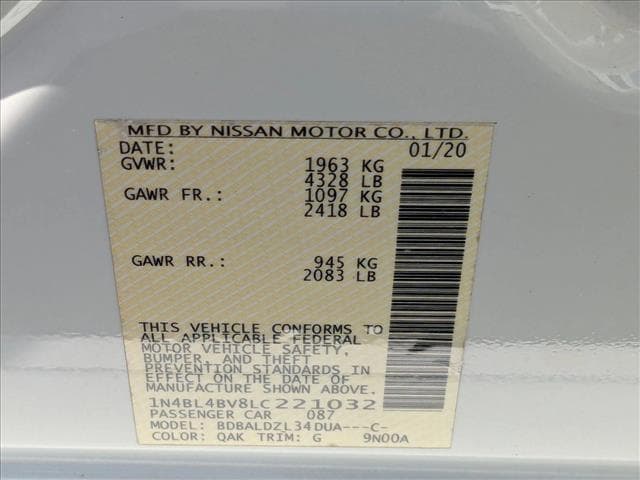 MFD BY NISSAN MOTOR CO., LTD.
DATE: 01/20
GVWR: 1963 KG
4328 LB
GAWR FR.: 1097 KG
2418 LB
GAWR RR.: 945 KG
2083 LB
THIS VEHICLE CONFORMS TO
ALL APPLICABLE FEDERAL
MOTOR VEHICLE SAFETY,
BUMPER, AND THEFT
PREVENTION STANDARDS
IN EFFECT ON THE DATE OF
MANUFACTURE SHOWN ABOVE.
1N4BL4BV8LC221032
PASSENGER CAR 087
MODEL: BDBALDZL34DUA---C-
COLOR: QAK TRIM: G 9N00A